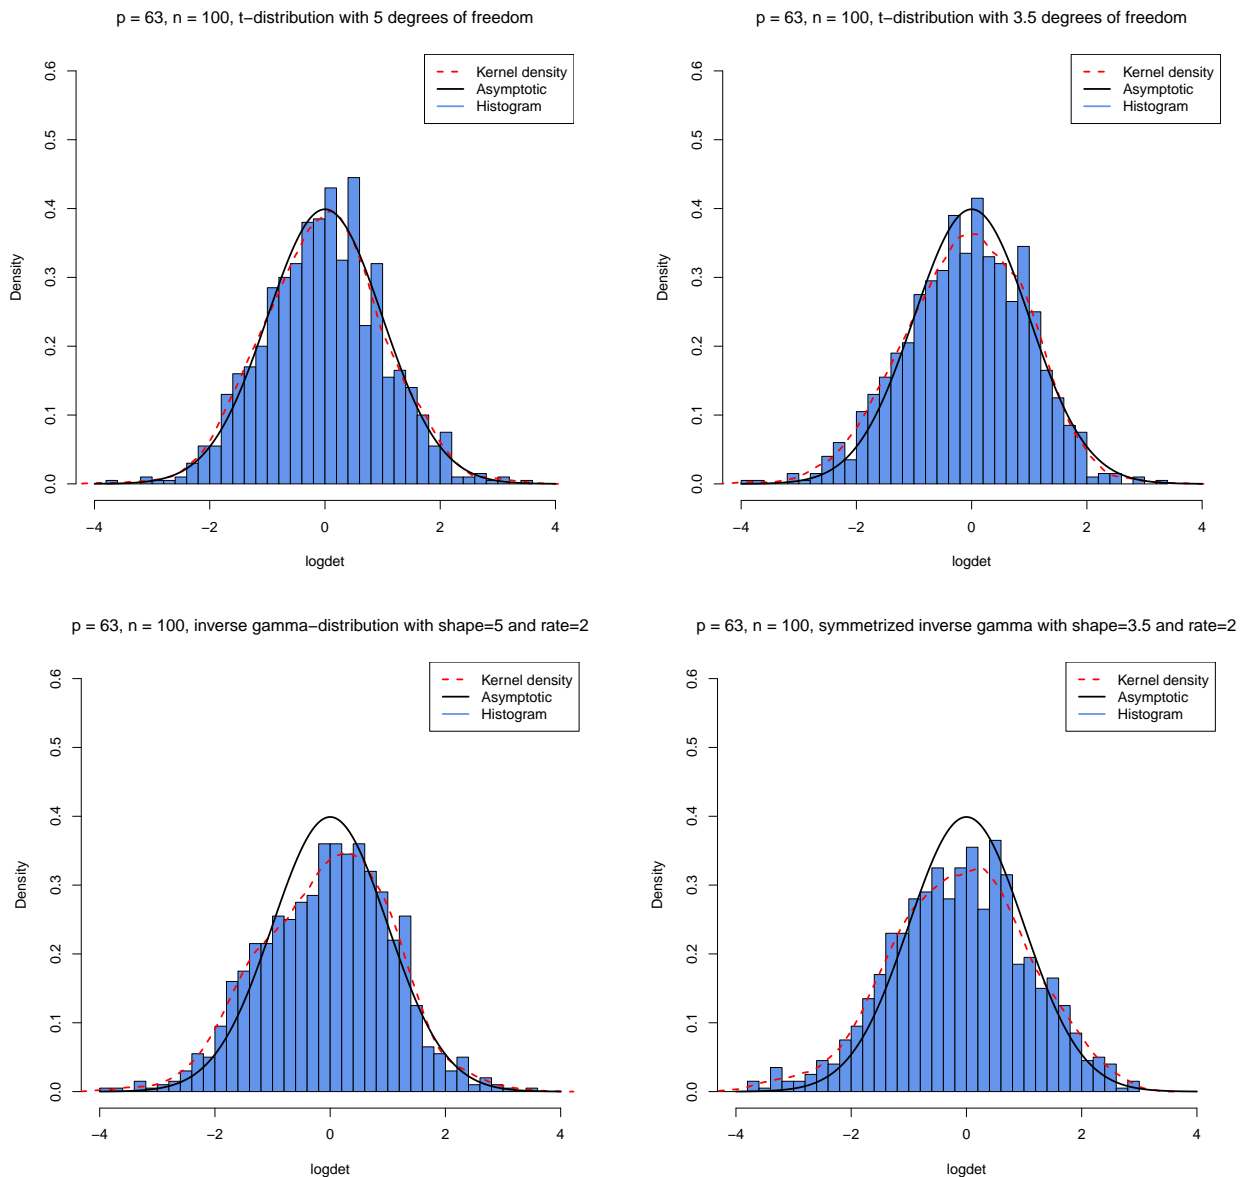 p = 63, n = 100, t−distribution with 5 degrees of freedom
Kernel density
Asymptotic
Histogram
0.6
0.5
0.4
0.3
0.2
0.1
0.0
Density
−4 −2 0 2 4
logdet
p = 63, n = 100, t−distribution with 3.5 degrees of freedom
Kernel density
Asymptotic
Histogram
0.6
0.5
0.4
0.3
0.2
0.1
0.0
Density
−4 −2 0 2 4
logdet
p = 63, n = 100, inverse gamma−distribution with shape=5 and rate=2
Kernel density
Asymptotic
Histogram
0.6
0.5
0.4
0.3
0.2
0.1
0.0
Density
−4 −2 0 2 4
logdet
p = 63, n = 100, symmetrized inverse gamma with shape=3.5 and rate=2
Kernel density
Asymptotic
Histogram
0.6
0.5
0.4
0.3
0.2
0.1
0.0
Density
−4 −2 0 2 4
logdet